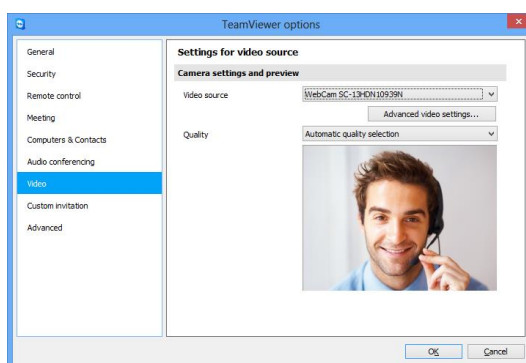 TeamViewer options
General
Security
Remote control
Meeting
Computers & Contacts
Audio conferencing
Video
Custom invitation
Advanced
Settings for video source
Camera settings and preview
Video source
WebCam SC-13HDN10939N
Advanced video settings...
Quality
Automatic quality selection
OK
Cancel